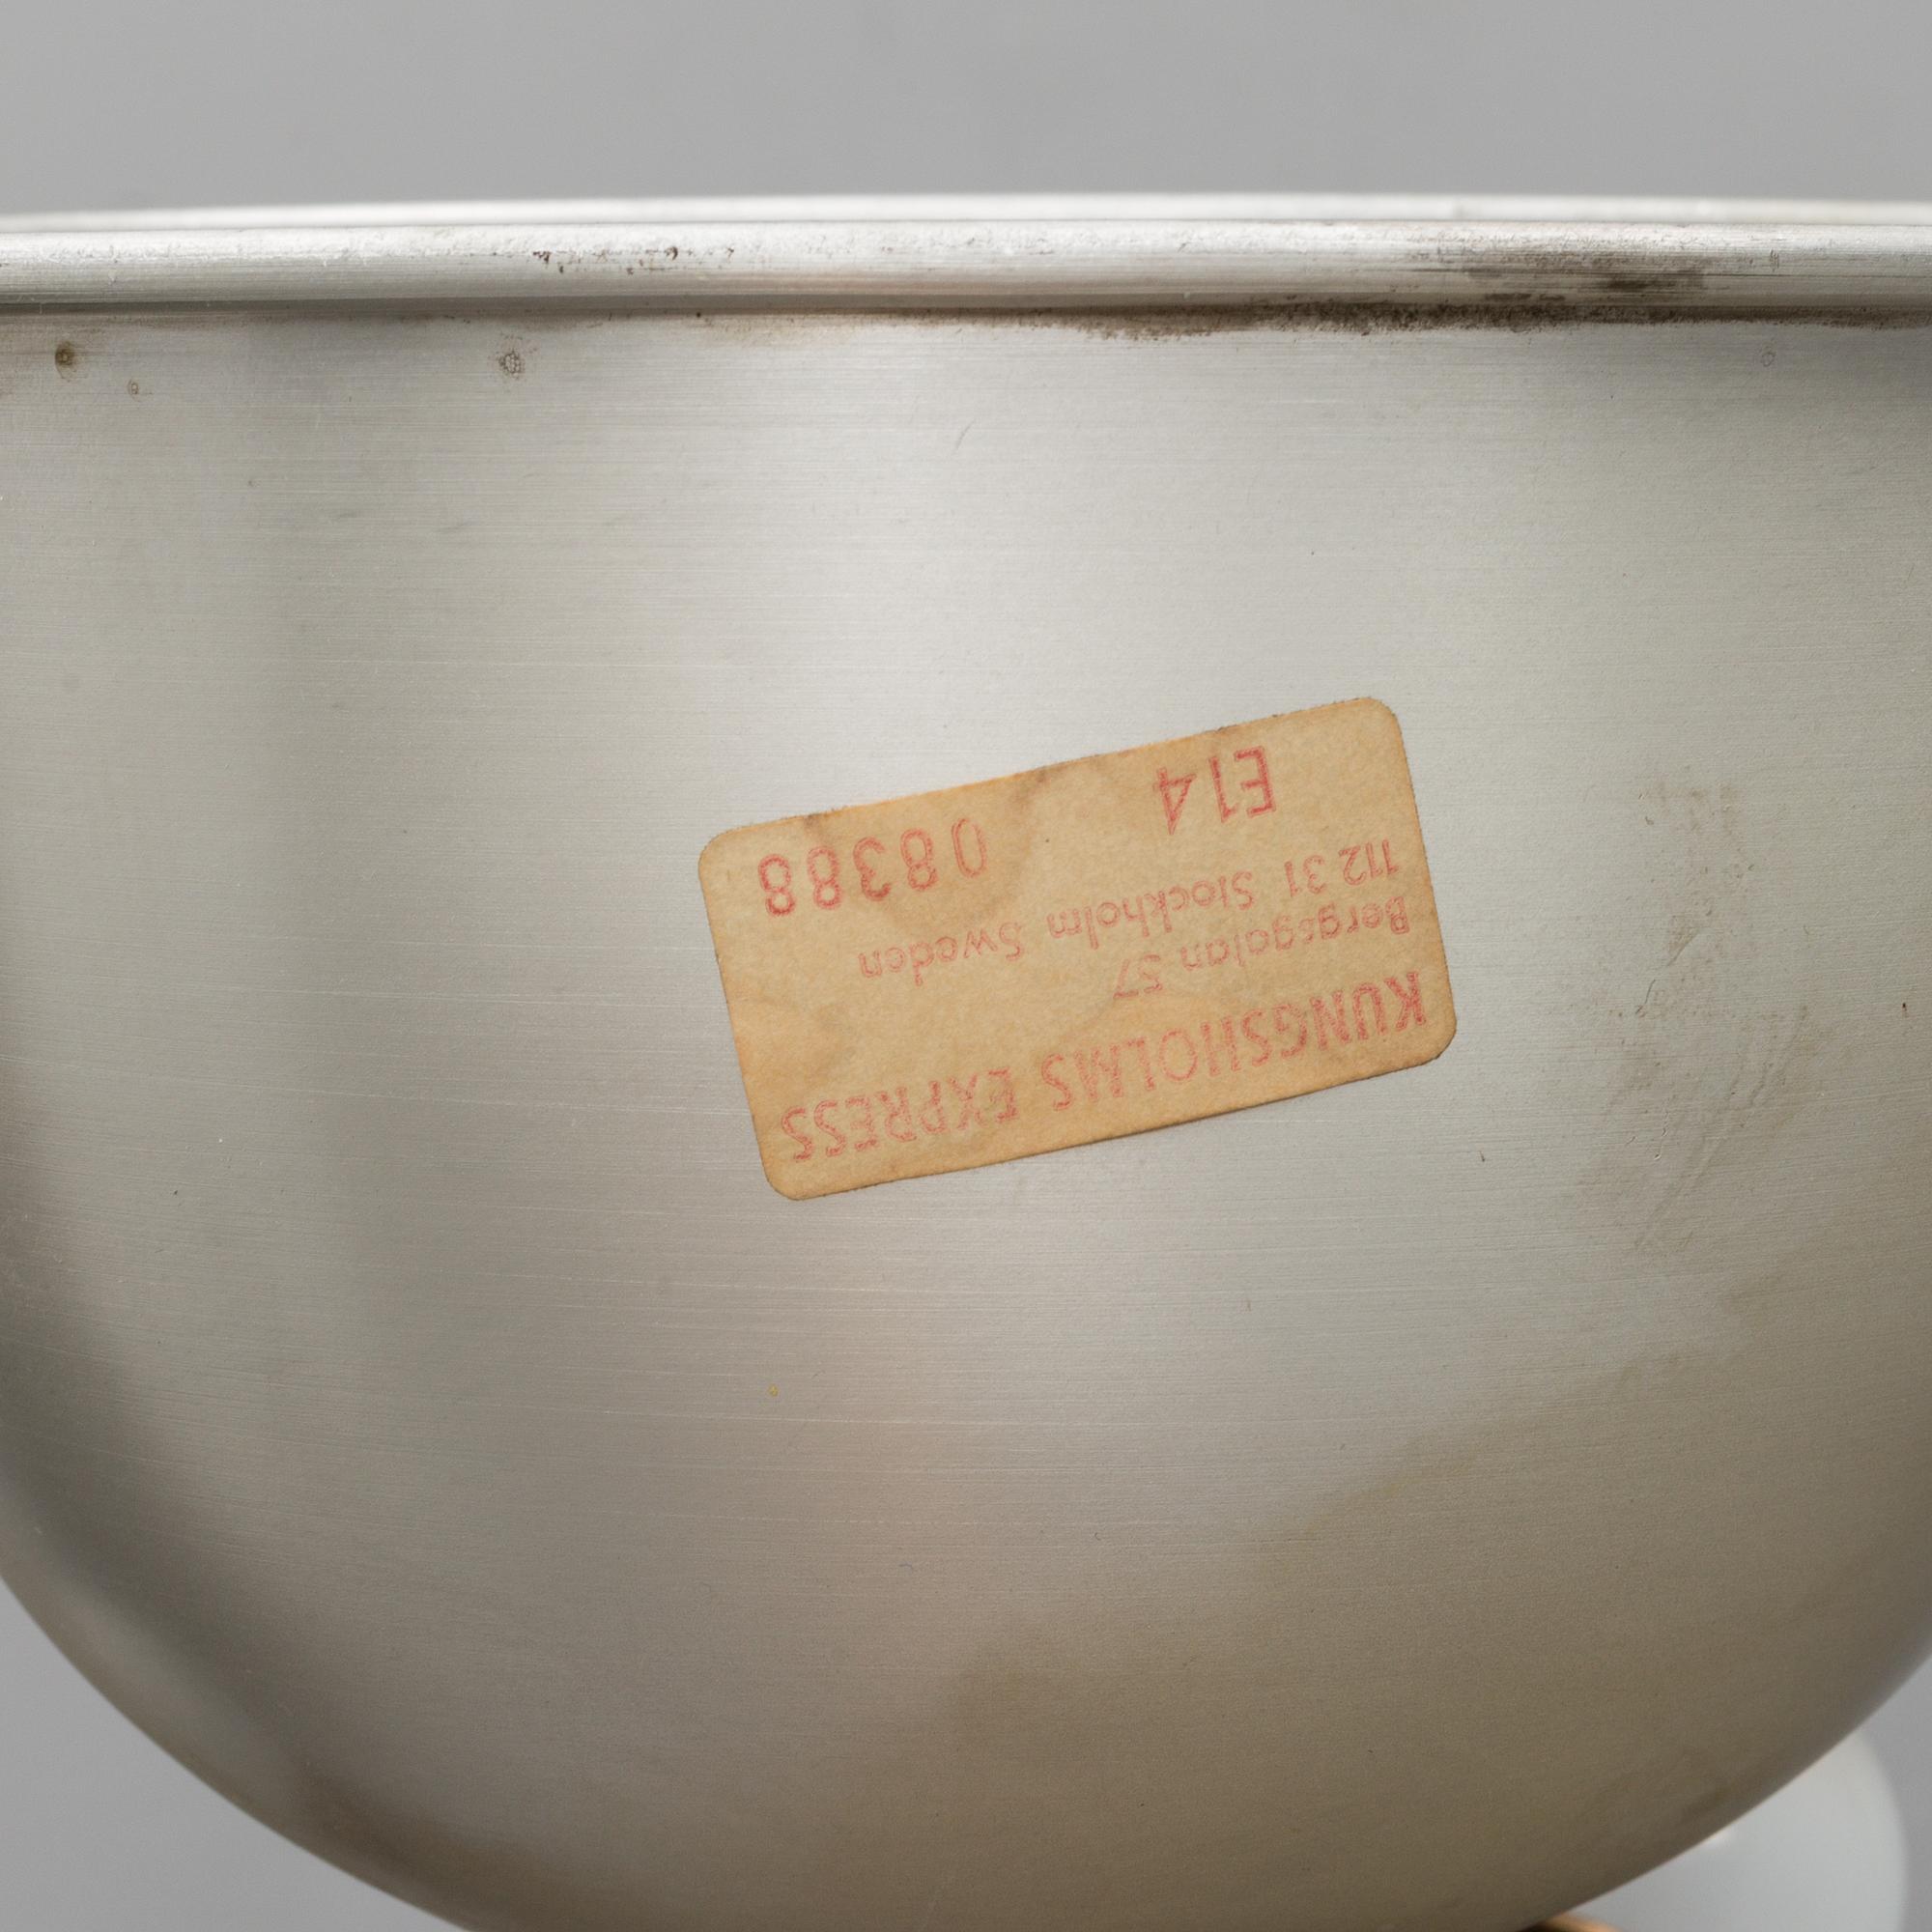 KUNGSHOLMS EXPRESS
Bergsgatan 57
112 31 Stockholm Sweden
E14 08388